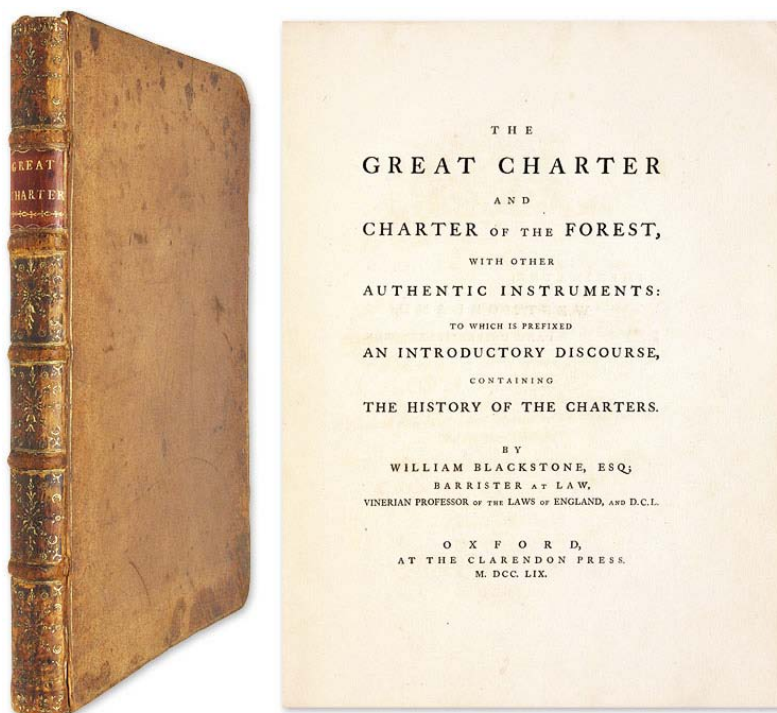 GREAT
CHARTER
THE
GREAT CHARTER
AND
CHARTER OF THE FOREST,
WITH OTHER
AUTHENTIC INSTRUMENTS:
TO WHICH IS PREFIXED
AN INTRODUCTORY DISCOURSE,
CONTAINING
THE HISTORY OF THE CHARTERS.
BY
WILLIAM BLACKSTONE, ESQ;
BARRISTER AT LAW,
VINERIAN PROFESSOR OF THE LAWS OF ENGLAND, AND D.C.L.
OXFORD,
AT THE CLARENDON PRESS.
M. DCC. LIX.